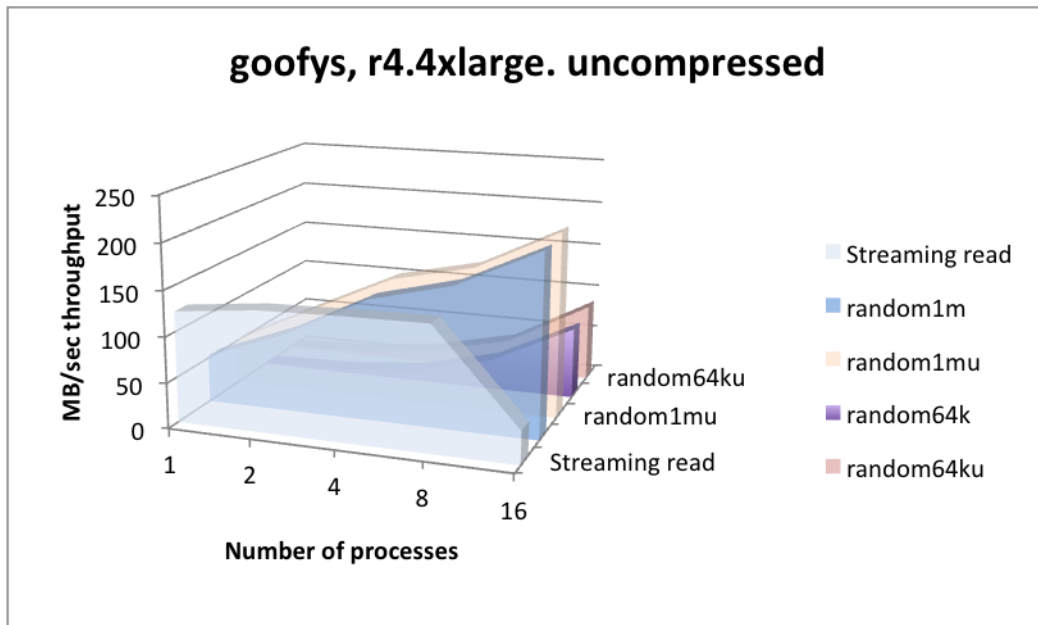 goofys, r4.4xlarge. uncompressed
MB/sec throughput
250
200
150
100
50
0
1
2
4
8
16
Number of processes
random64ku
random1mu
Streaming read
Streaming read
random1m
random1mu
random64k
random64ku